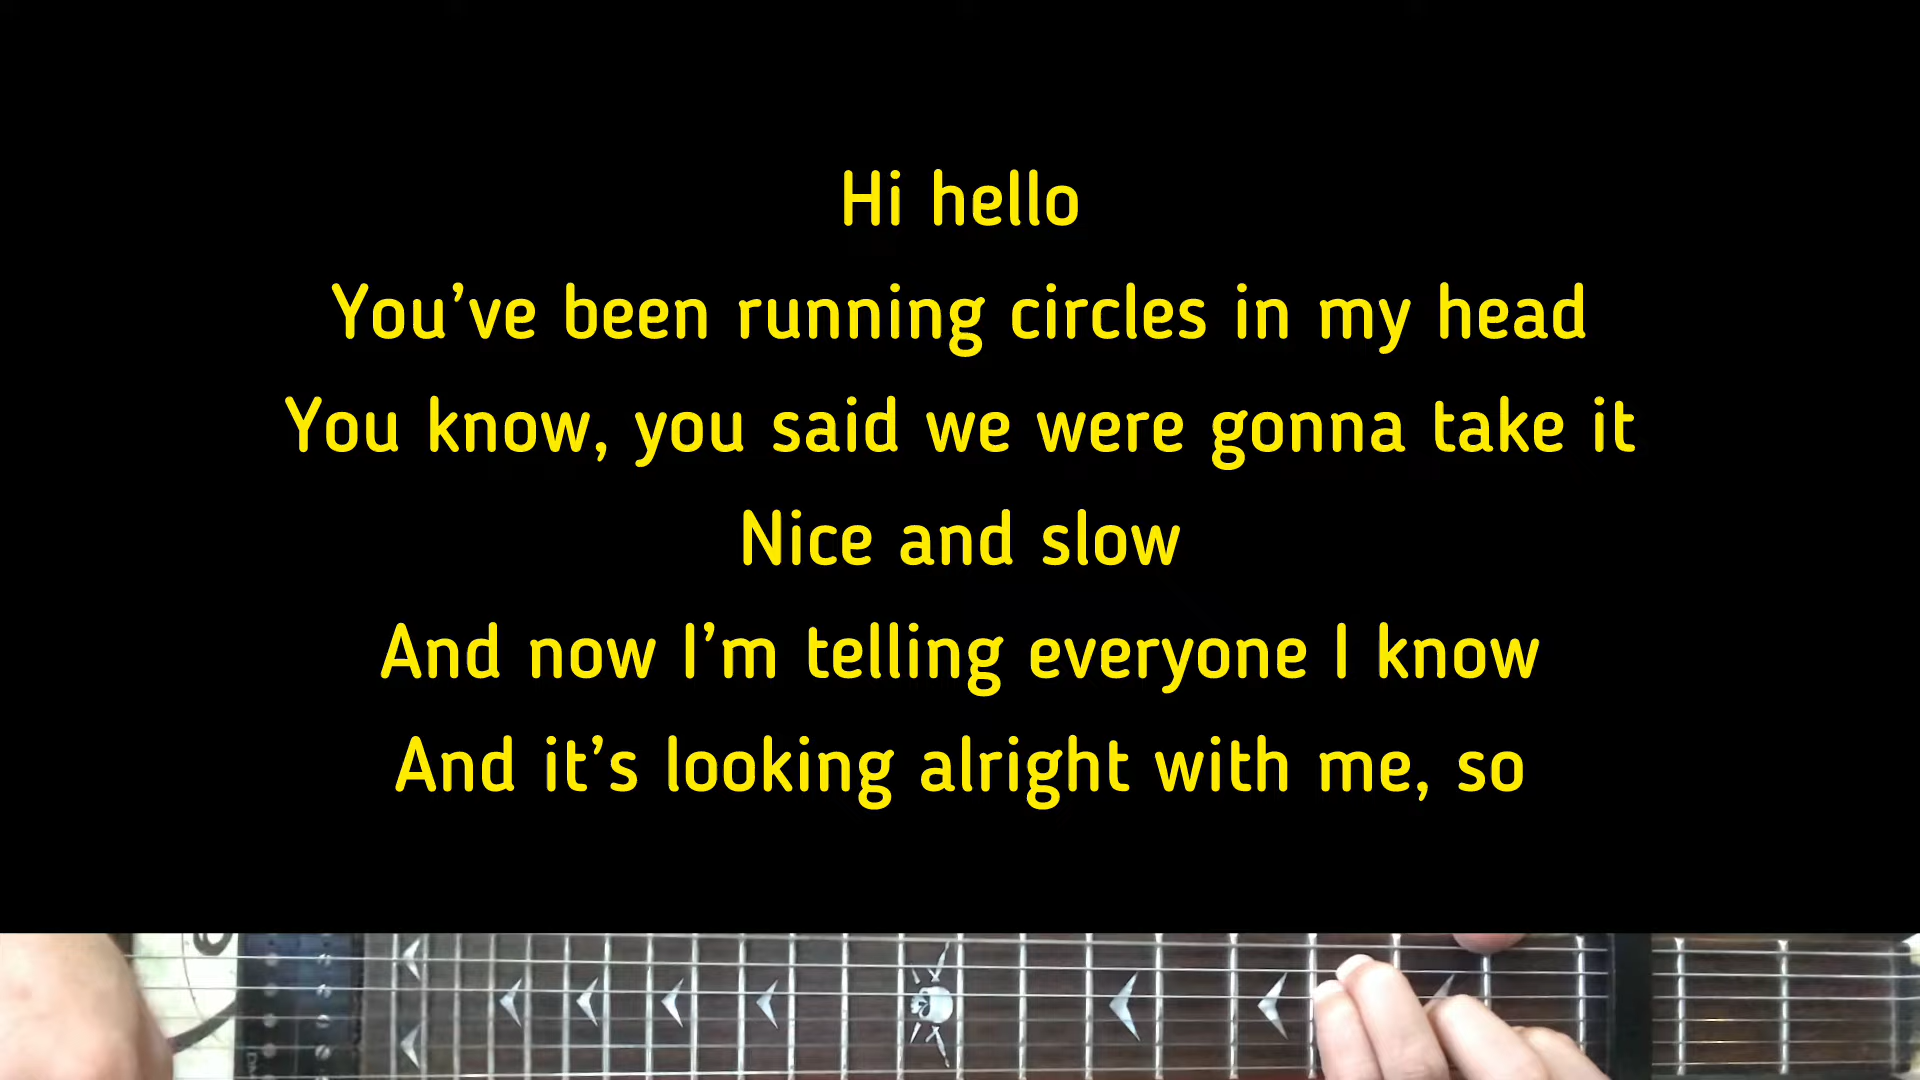 Hi hello
You’ve been running circles in my head
You know, you said we were gonna take it
Nice and slow
And now I’m telling everyone I know
And it’s looking alright with me, so